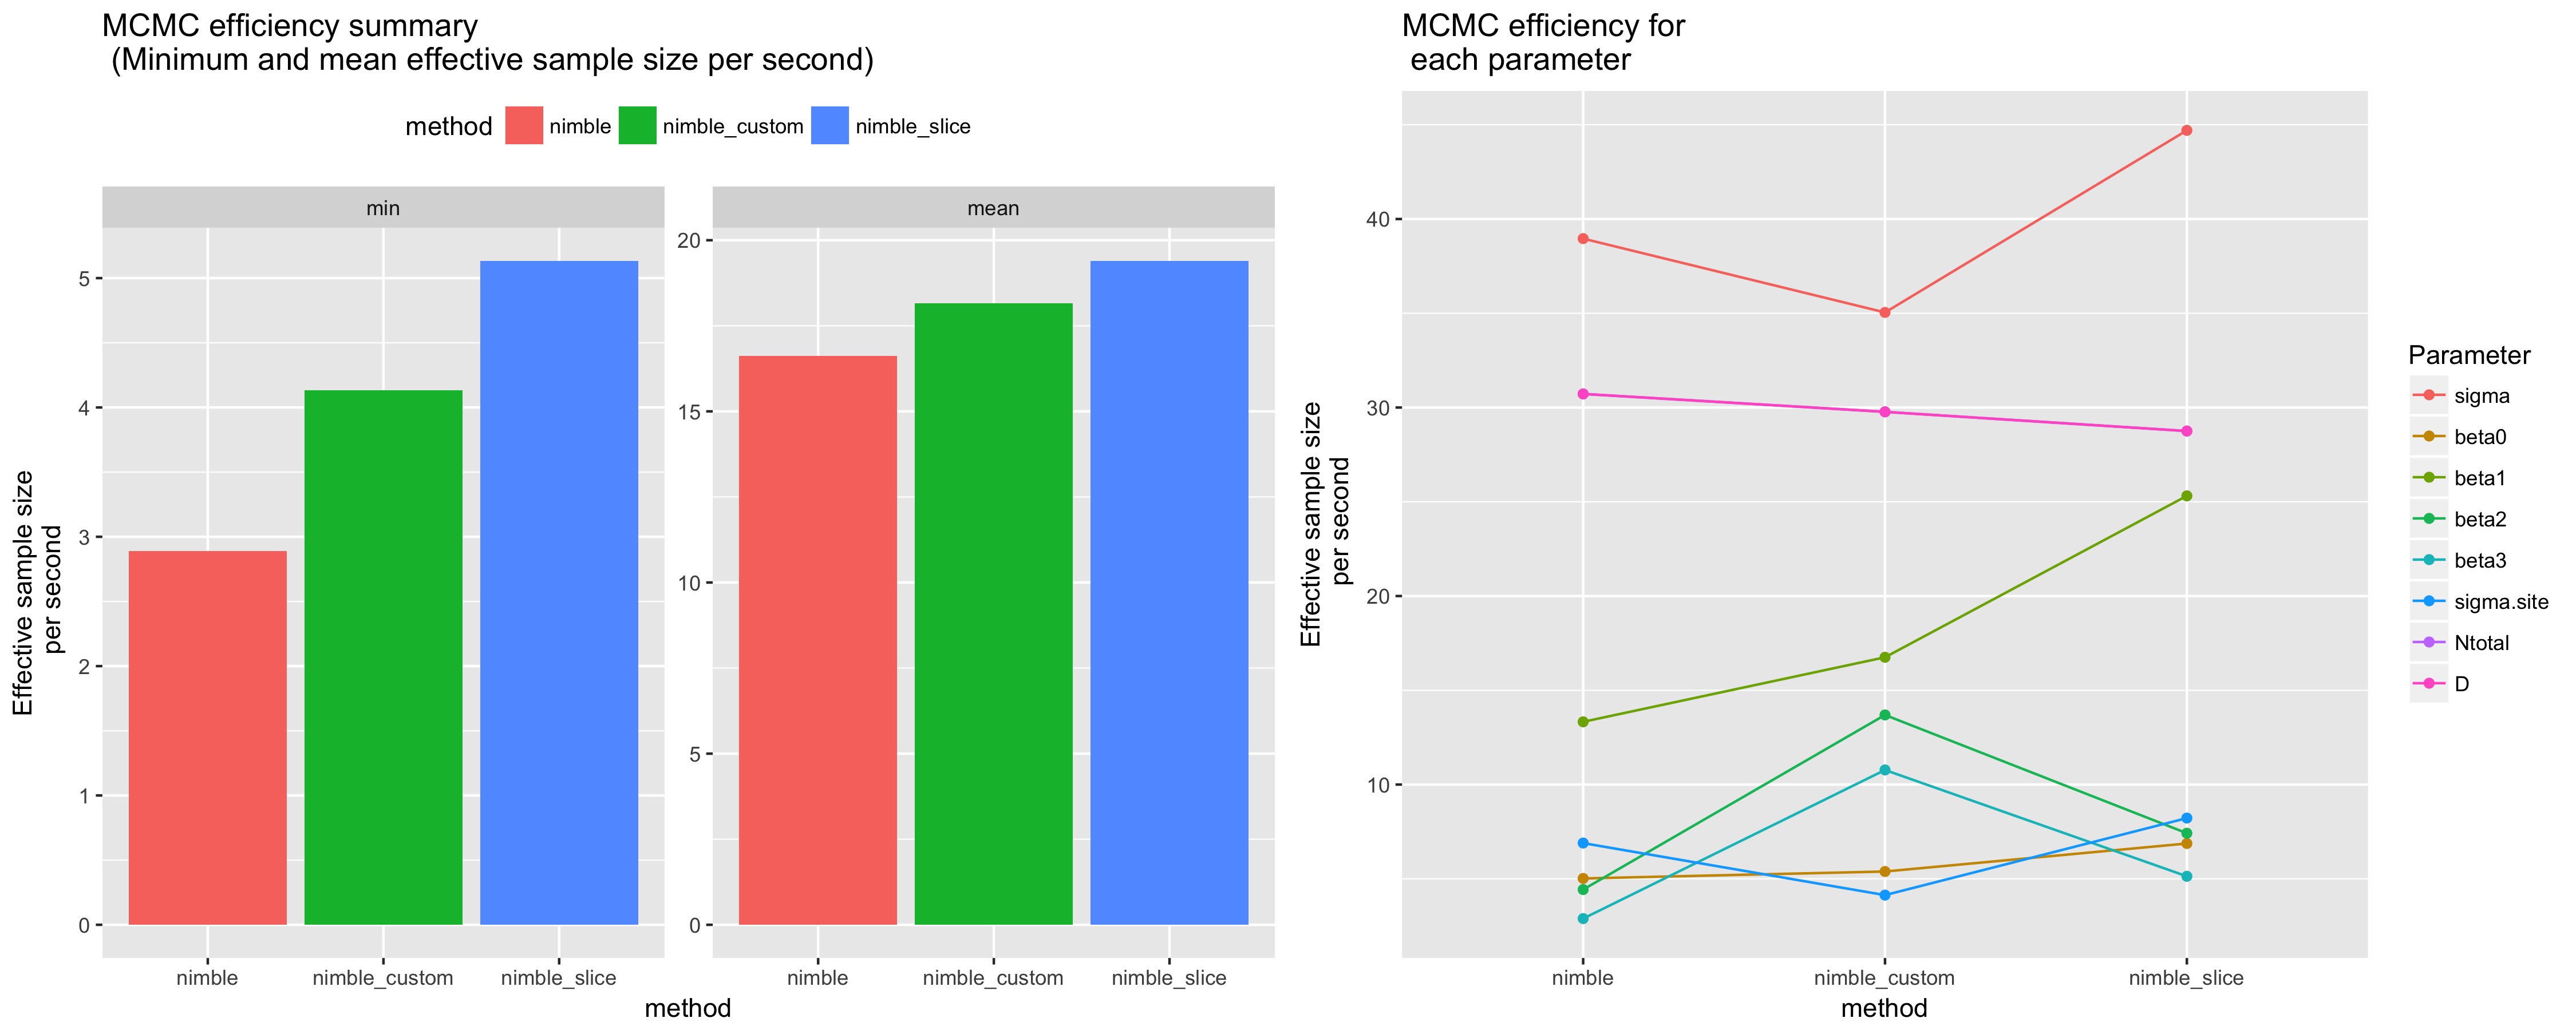 MCMC efficiency summary
(Minimum and mean effective sample size per second)
method nimble nimble_custom nimble_slice
min
mean
Effective sample size
per second
5
4
3
2
1
0
20
15
10
5
0
nimble nimble_custom nimble_slice
nimble nimble_custom nimble_slice
method
MCMC efficiency for
each parameter
Effective sample size
per second
40
30
20
10
nimble nimble_custom nimble_slice
method
Parameter
sigma
beta0
beta1
beta2
beta3
sigma.site
Ntotal
D